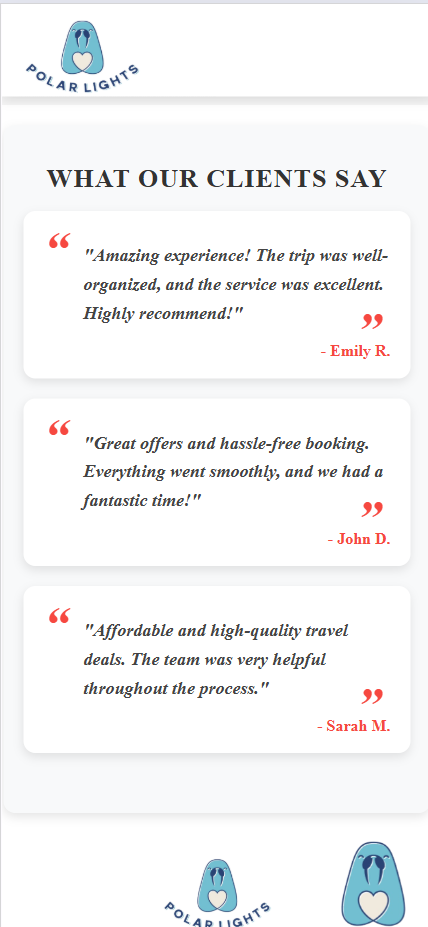 POLAR LIGHTS
WHAT OUR CLIENTS SAY
“
"Amazing experience! The trip was well-
organized, and the service was excellent.
Highly recommend!"
”
- Emily R.
“
"Great offers and hassle-free booking.
Everything went smoothly, and we had a
fantastic time!"
”
- John D.
“
"Affordable and high-quality travel
deals. The team was very helpful
throughout the process."
”
- Sarah M.
POLAR LIGHTS